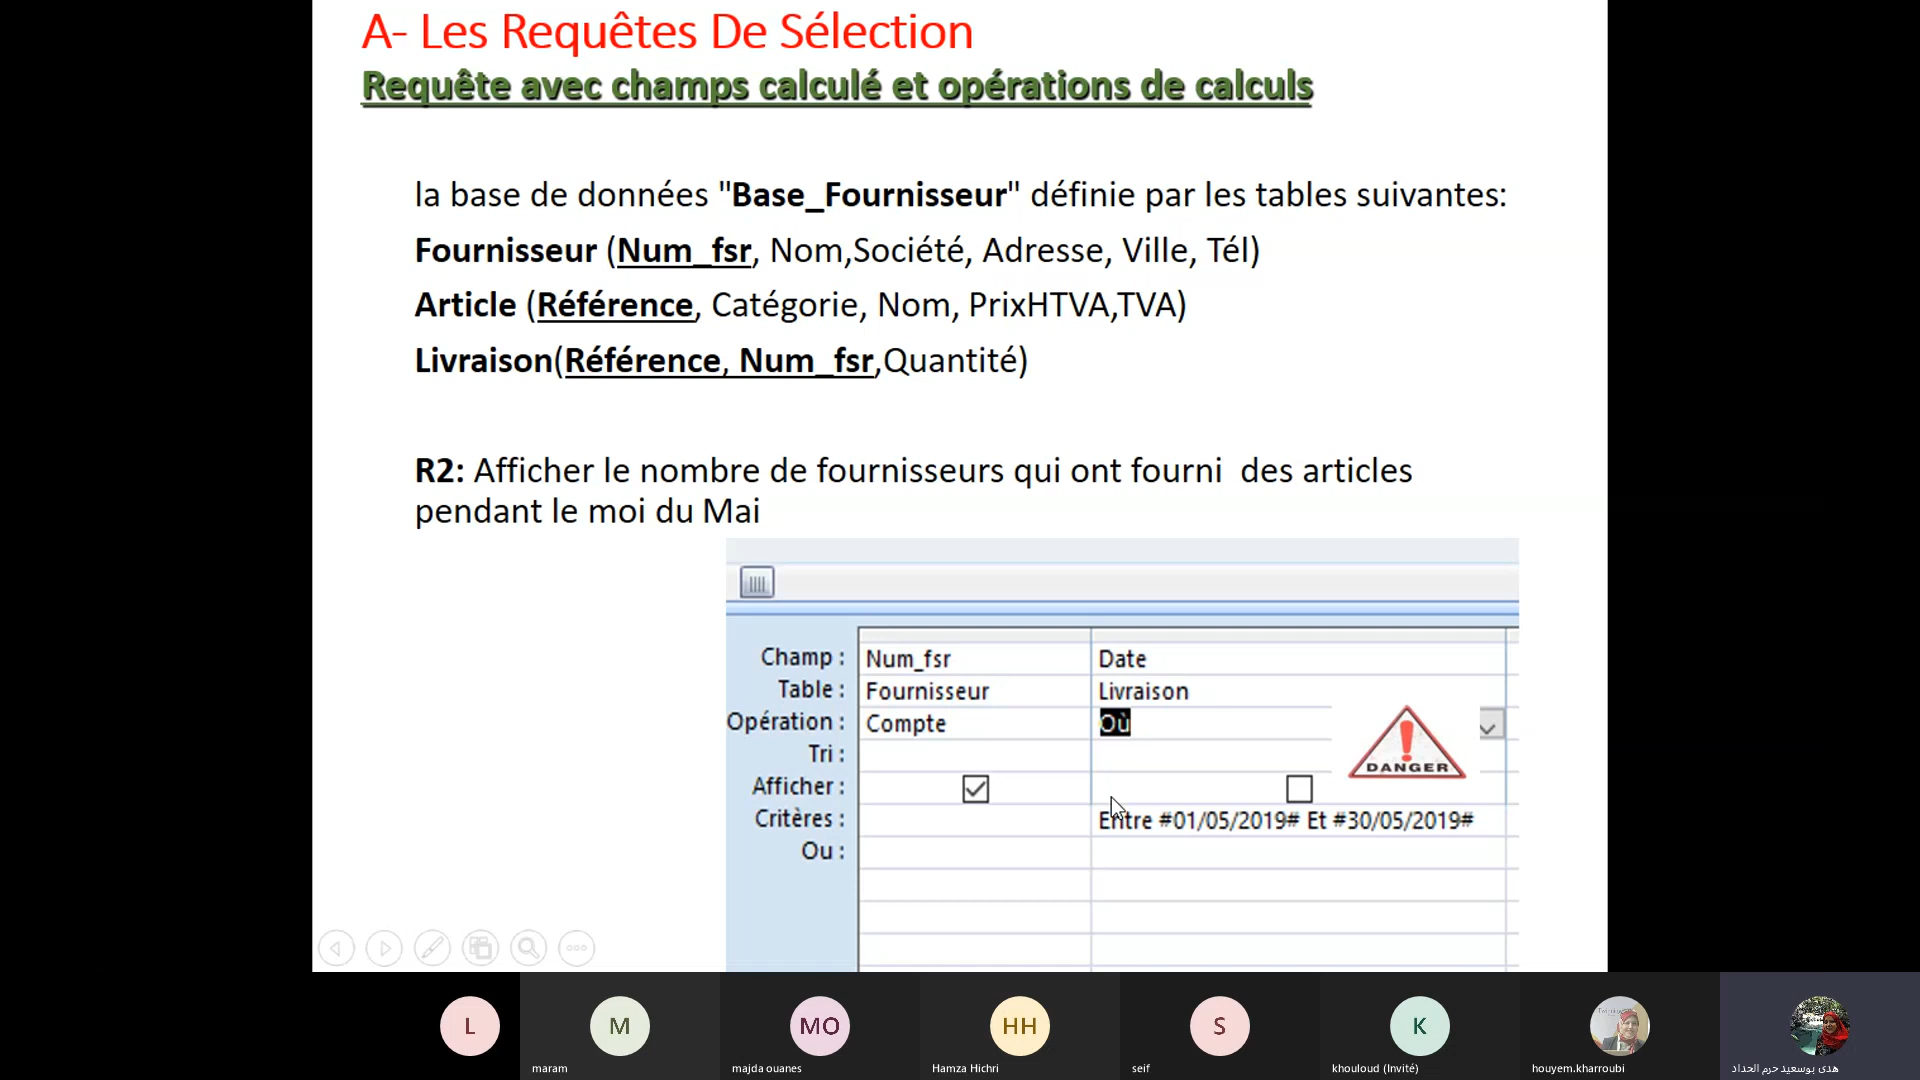 A- Les Requêtes De Sélection
Requête avec champs calculé et opérations de calculs
la base de données "Base_Fournisseur" définie par les tables suivantes:
Fournisseur (Num_fsr, Nom,Société, Adresse, Ville, Tél)
Article (Référence, Catégorie, Nom, PrixHTVA,TVA)
Livraison(Référence, Num_fsr,Quantité)
R2: Afficher le nombre de fournisseurs qui ont fourni  des articles
pendant le moi du Mai
Champ : Num_fsr Date
Table : Fournisseur Livraison
Opération : Compte Où
DANGER
Tri :
Afficher :
Critères : Entre #01/05/2019# Et #30/05/2019#
Ou :
L M MO HH S K
maram majda ouanes Hamza Hichri seif khouloud (Invité) houyem.kharroubi هدى بوسعيد حرم الحداد